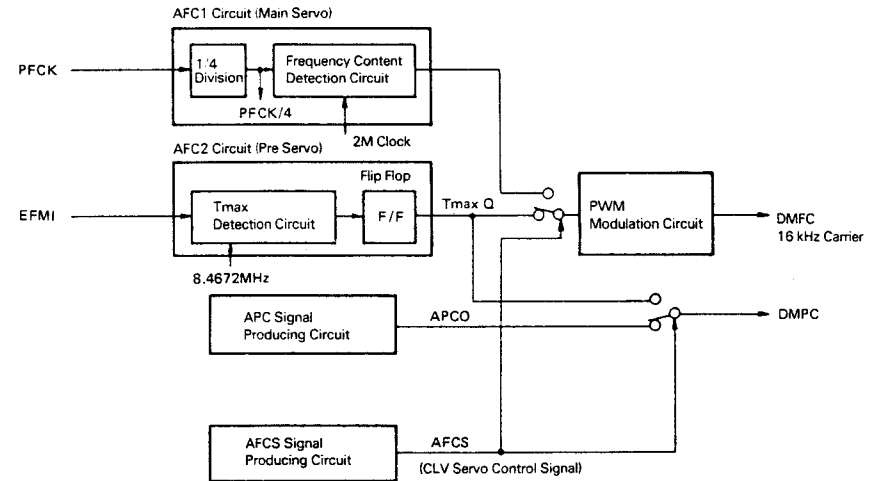 AFC1 Circuit (Main Servo)
PFCK
1/4
Division
Frequency Content
Detection Circuit
PFCK/4
2M Clock
AFC2 Circuit (Pre Servo)
Flip Flop
EFMI
Tmax
Detection Circuit
F/F
Tmax Q
PWM
Modulation Circuit
DMFC
16 kHz Carrier
8.4672MHz
APC Signal
Producing Circuit
APCO
DMPC
AFCS Signal
Producing Circuit
AFCS
(CLV Servo Control Signal)